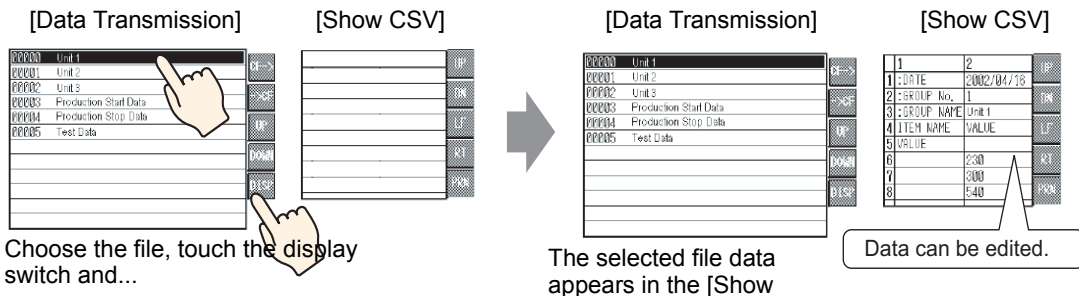 [Data Transmission]
[Show CSV]
00000 Unit 1
00001 Unit 2
00002 Unit 3
00003 Production Start Data
00004 Production Stop Data
00005 Test Data
CF-->
-->CF
UP
DOWN
DISP
UP
DN
LF
RT
PRN
Choose the file, touch the display
switch and...
[Data Transmission]
[Show CSV]
00000 Unit 1
00001 Unit 2
00002 Unit 3
00003 Production Start Data
00004 Production Stop Data
00005 Test Data
CF-->
-->CF
UP
DOWN
DISP
1 2
1 :DATE 2002/04/16
2 :GROUP No. 1
3 :GROUP NAME Unit 1
4 ITEM NAME VALUE
5 VALUE
6 230
7 300
8 540
UP
DN
LF
RT
PRN
Data can be edited.
The selected file data
appears in the [Show